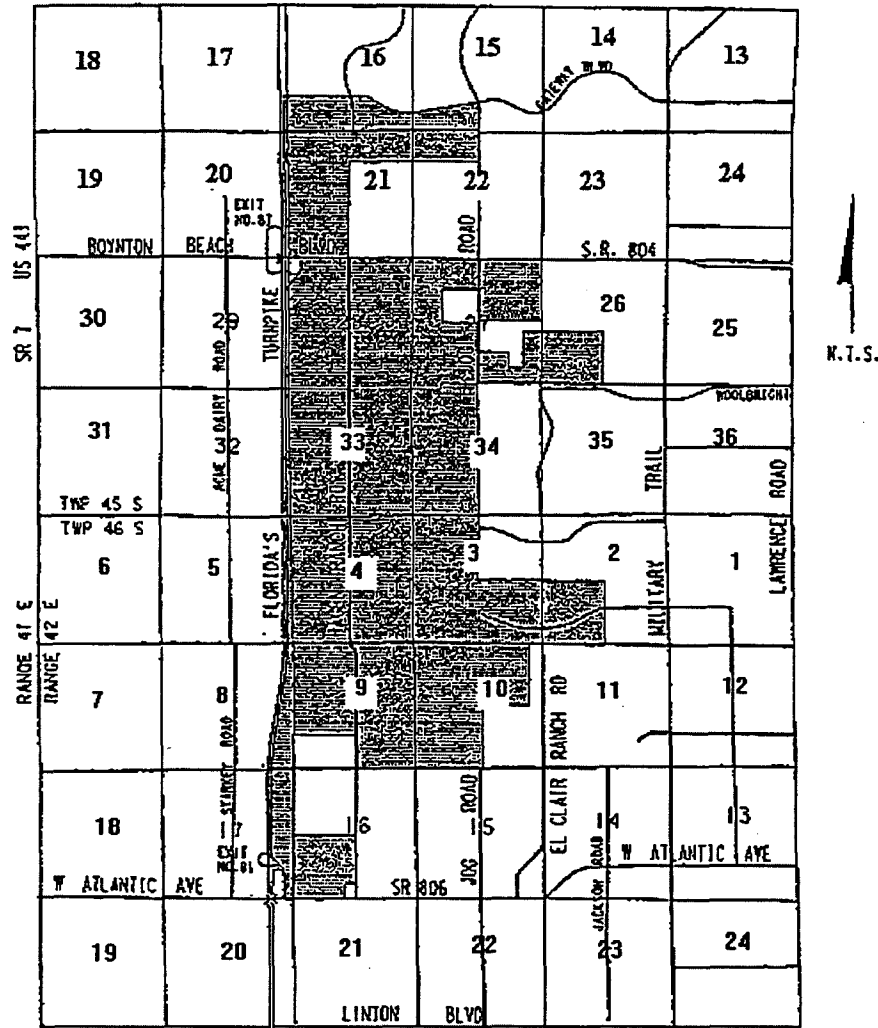 18 17 16 15 14 13
GATEWAY BLVD
19 20 21 22 23 24
EXIT
NO. 87
BOYNTON BEACH BLVD ROAD S.R. 804
SR 7 US 441
30 29 26 25
TURNPIKE
ACME DAIRY ROAD
N.T.S.
WOOLBRIGHT
31 32 33 34 35 36
TWP 45 S
TWP 46 S
6 5 4 3 2 1
FLORIDA'S
MILITARY TRAIL
LAWRENCE ROAD
RANGE 41 E
RANGE 42 E
7 8 9 10 11 12
STARKEY ROAD
EL CLAIR RANCH RD
18 17 16 15 14 13
JOG ROAD
EXIT
NO. 81
W ATLANTIC AVE
W ATLANTIC AVE SR 806
JACKSON ROAD
19 20 21 22 23 24
LINTON BLVD